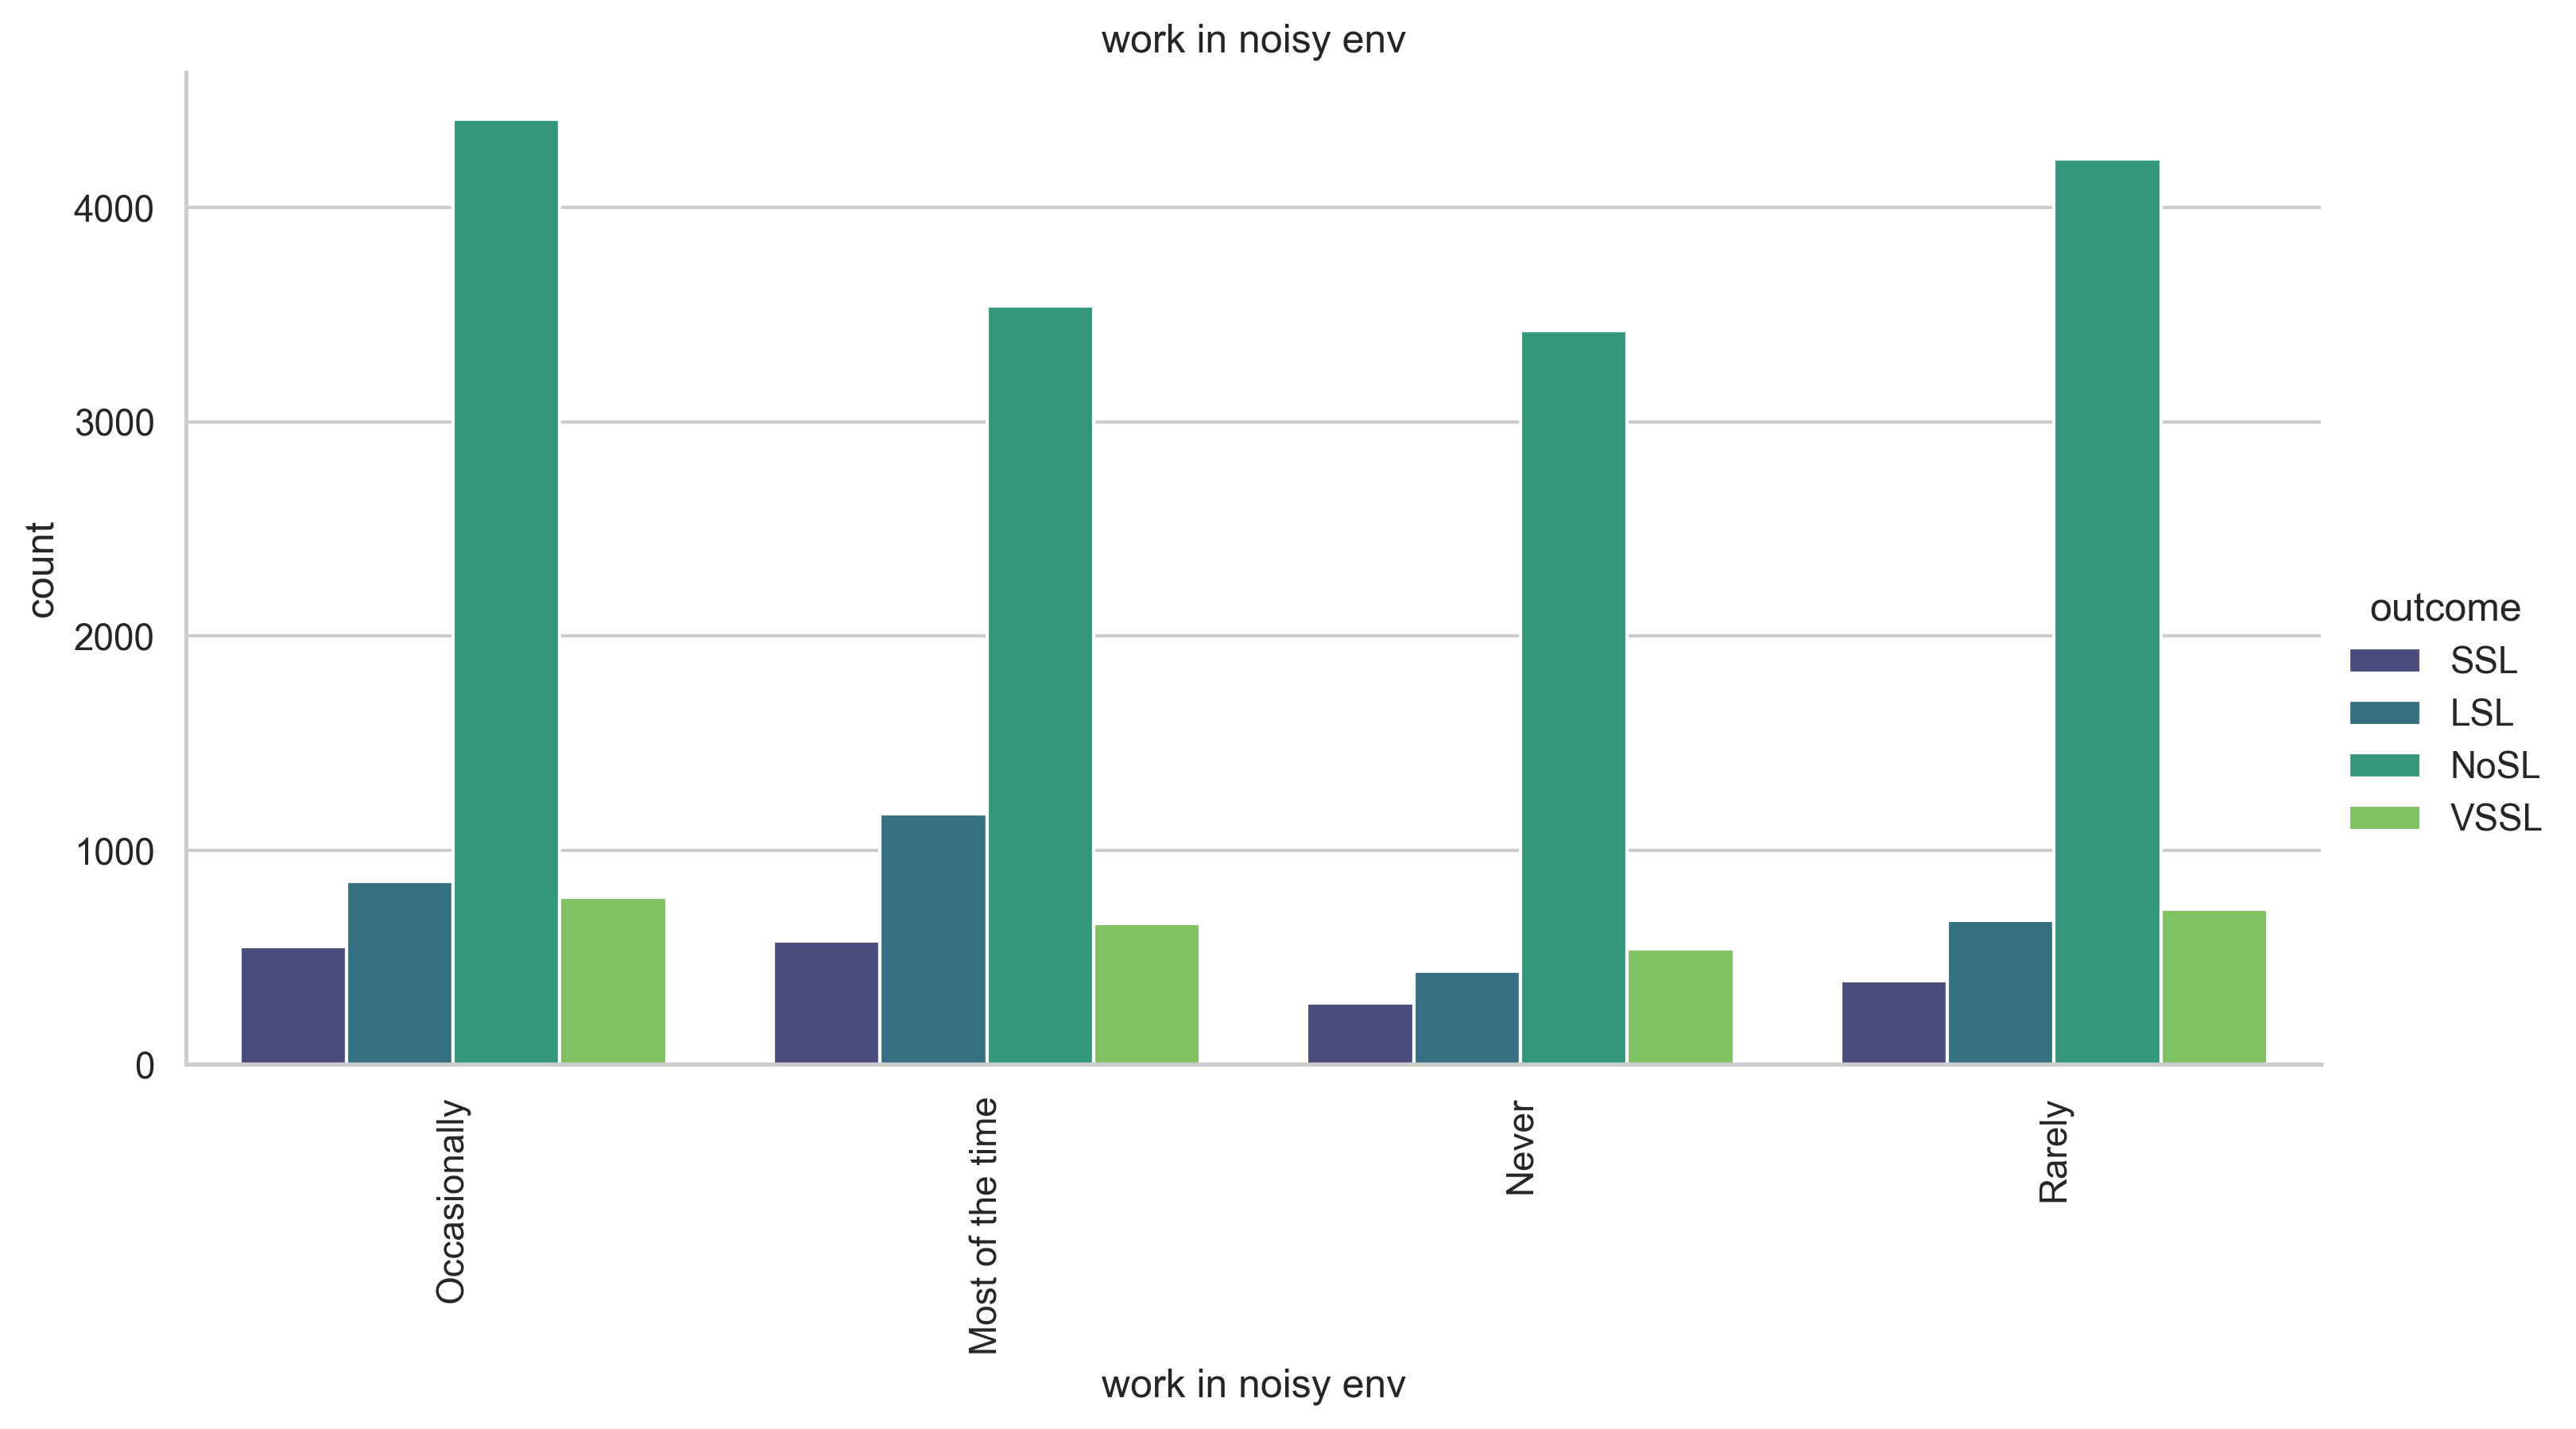 work in noisy env
4000
3000
2000
1000
0
count
Occasionally
Most of the time
Never
Rarely
work in noisy env
outcome
SSL
LSL
NoSL
VSSL